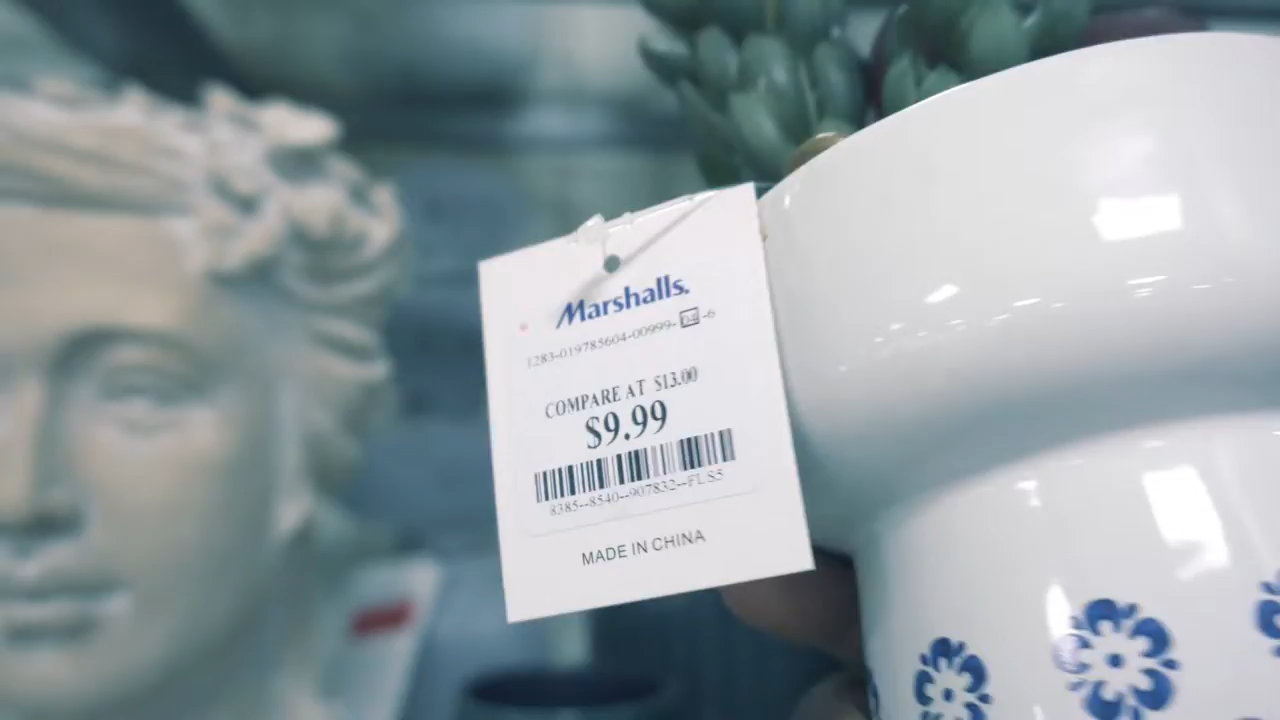 Marshalls.
1283-019785604-00999-04-6
COMPARE AT $13.00
$9.99
8385--8540--907832--FLS5
MADE IN CHINA